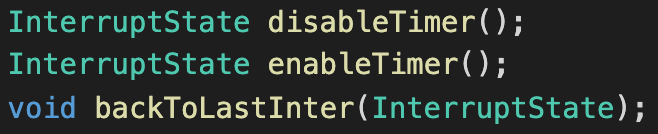 InterruptState disableTimer();
InterruptState enableTimer();
void backToLastInter(InterruptState);